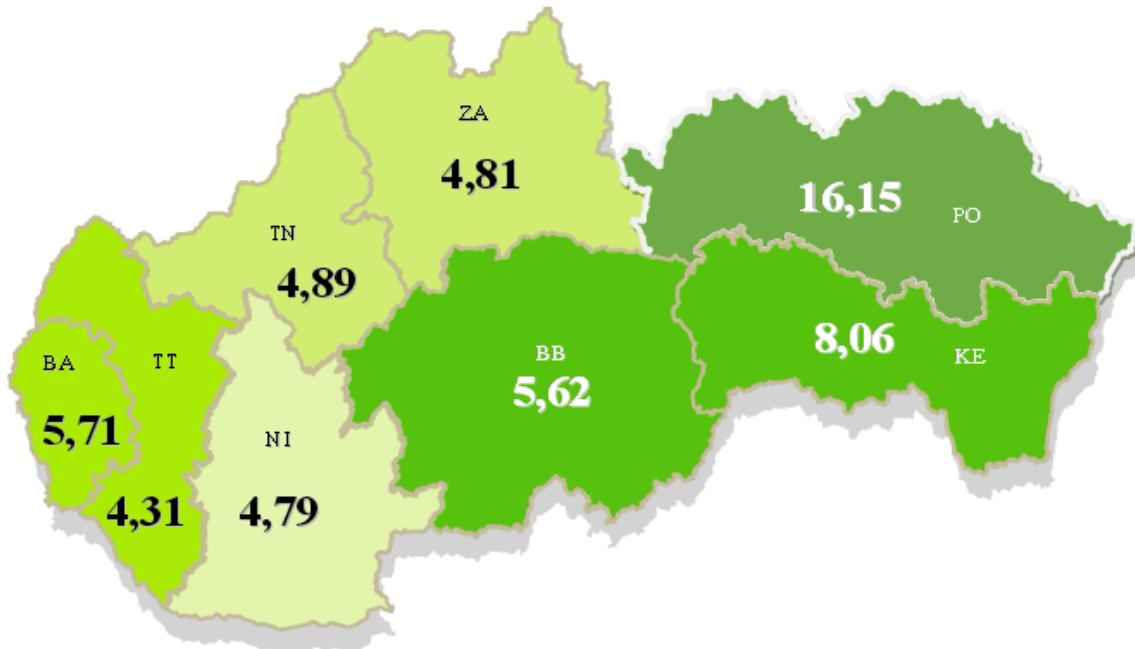 ZA
4,81
16,15
PO
TN
4,89
8,06
KE
BB
5,62
BA
5,71
TT
4,31
NI
4,79